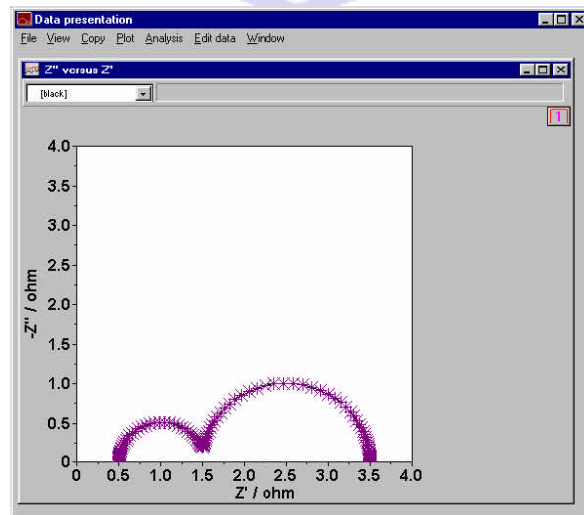 Data presentation
File View Copy Plot Analysis Edit data Window
Z'' versus Z'
[black]
1
4.0
3.5
3.0
2.5
2.0
1.5
1.0
0.5
0
-Z'' / ohm
0 0.5 1.0 1.5 2.0 2.5 3.0 3.5 4.0
Z' / ohm